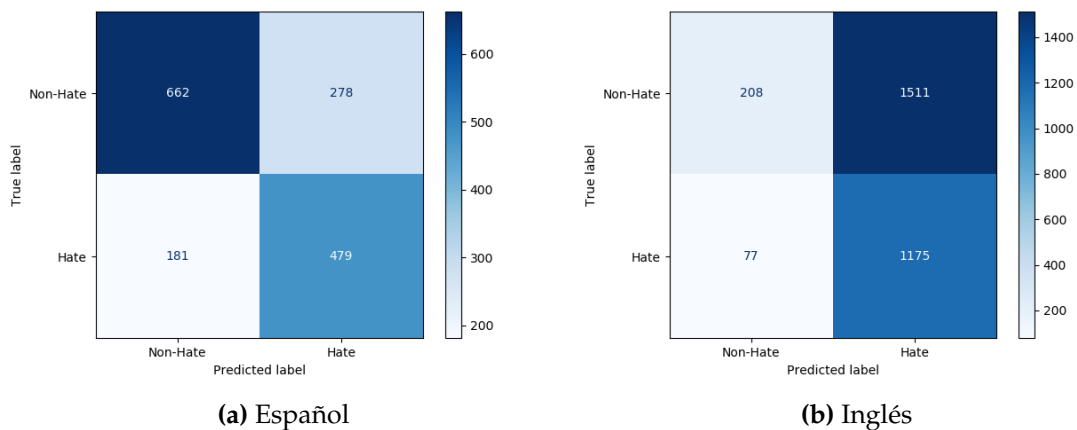 Non-Hate
Hate
True label
662
278
181
479
Non-Hate
Hate
Predicted label
600
500
400
300
200
(a) Español
Non-Hate
Hate
True label
208
1511
77
1175
Non-Hate
Hate
Predicted label
1400
1200
1000
800
600
400
200
(b) Inglés